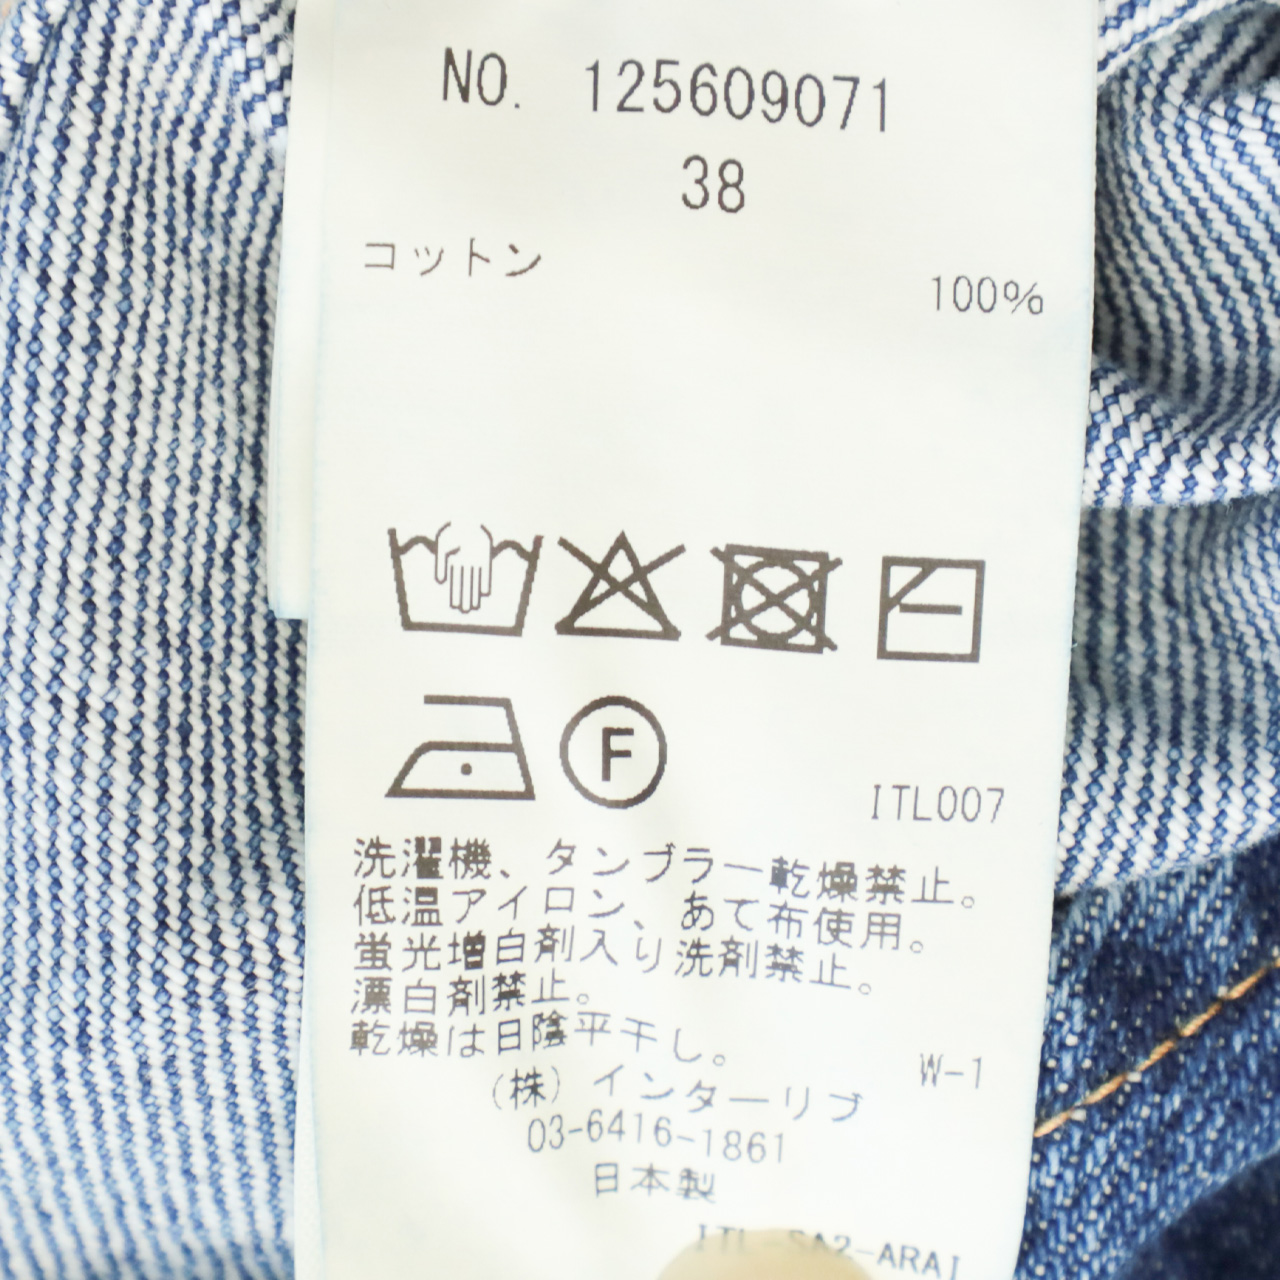 NO. 125609071
38
コットン 100%
F
ITL007
洗濯機、タンブラー乾燥禁止。
低温アイロン、あて布使用。
蛍光増白剤入り洗剤禁止。
漂白剤禁止。
乾燥は日陰平干し。
W-1
(株)インターリブ
03-6416-1861
日本製
ITL SA2-ARAI